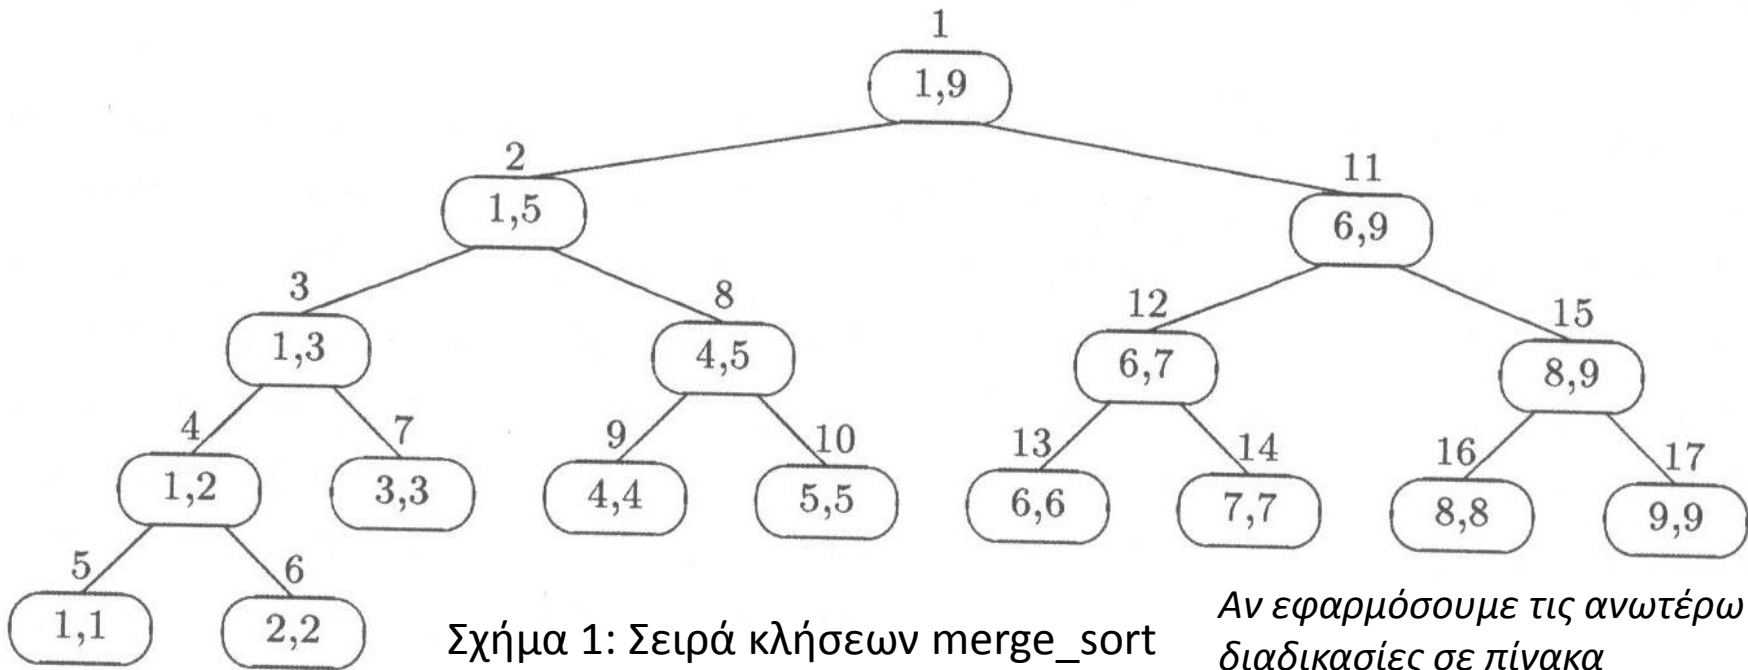 1
1,9
2 11
1,5 6,9
3 8 12 15
1,3 4,5 6,7 8,9
4 7 9 10 13 14 16 17
1,2 3,3 4,4 5,5 6,6 7,7 8,8 9,9
5 6
1,1 2,2
Σχήμα 1: Σειρά κλήσεων merge_sort
Αν εφαρμόσουμε τις ανωτέρω
διαδικασίες σε πίνακα